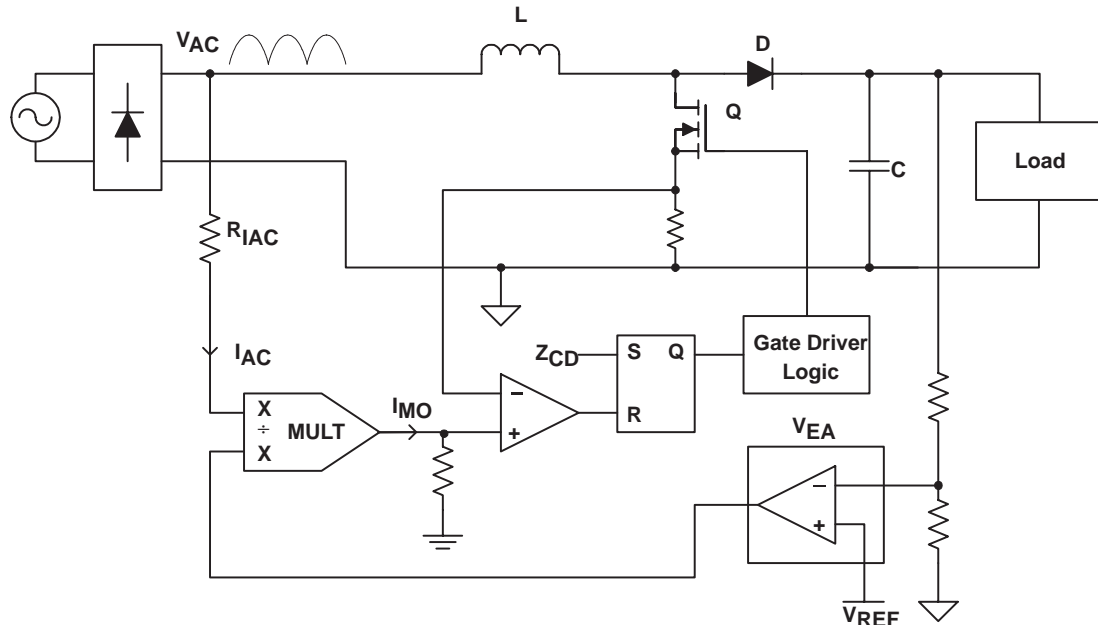 L
VAC
D
Q
C
Load
RIAC
IAC
ZCD
S Q
R
Gate Driver
Logic
X
÷
X
MULT
IMO
−
+
VEA
−
+
VREF